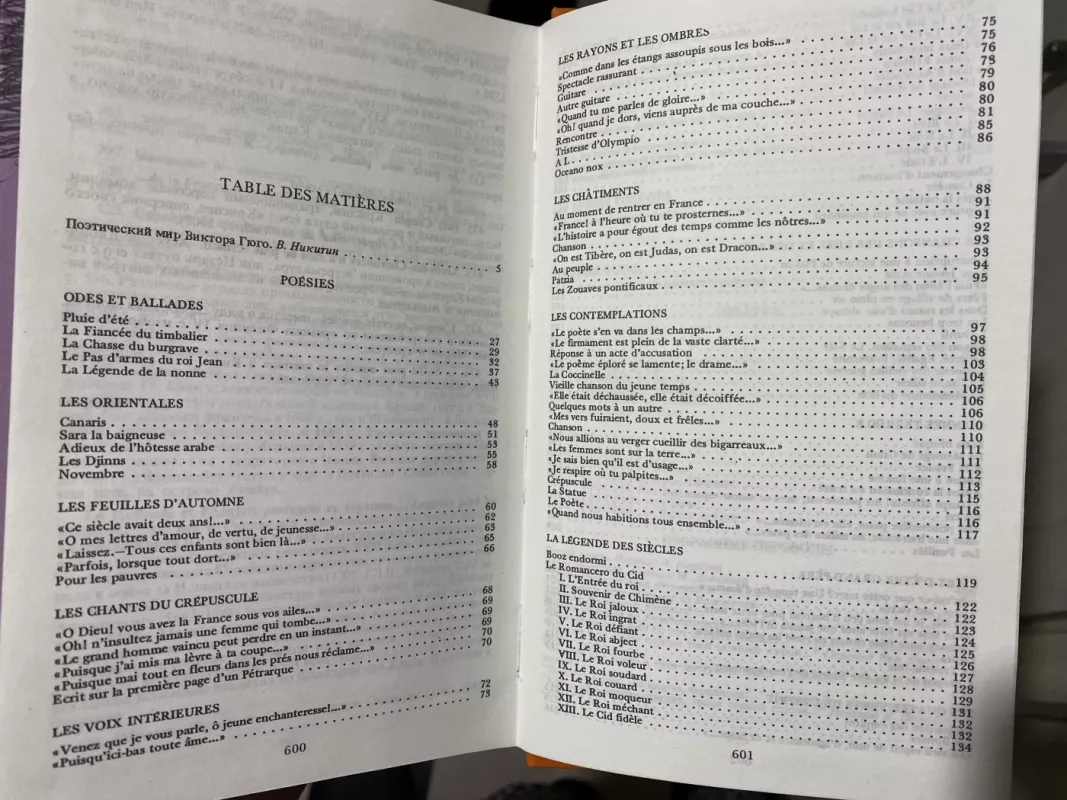 TABLE DES MATIÈRES
Поэтический мир Виктора Гюго. В. Никитин . . . . . 5
POÉSIES
ODES ET BALLADES
Pluie d'été . . . . . 27
La Fiancée du timbalier . . . . . 29
La Chasse du burgrave . . . . . 32
Le Pas d'armes du roi Jean . . . . . 37
La Légende de la nonne . . . . . 43
LES ORIENTALES
Canaris . . . . . 48
Sara la baigneuse . . . . . 51
Adieux de l'hôtesse arabe . . . . . 53
Les Djinns . . . . . 55
Novembre . . . . . 58
LES FEUILLES D'AUTOMNE
«Ce siècle avait deux ans!...» . . . . . 60
«O mes lettres d'amour, de vertu, de jeunesse...» . . . . . 62
«Laissez.—Tous ces enfants sont bien là...» . . . . . 63
«Parfois, lorsque tout dort...» . . . . . 65
Pour les pauvres . . . . . 66
LES CHANTS DU CRÉPUSCULE
«O Dieu! vous avez la France sous vos ailes...» . . . . . 68
«Oh! n'insultez jamais une femme qui tombe...» . . . . . 69
«Le grand homme vaincu peut perdre en un instant...» . . . . . 69
«Puisque j'ai mis ma lèvre à ta coupe...» . . . . . 69
«Puisque mai tout en fleurs dans les prés nous réclame...» . . . . . 70
Ecrit sur la première page d'un Pétrarque . . . . . 70
LES VOIX INTÉRIEURES
«Venez que je vous parle, ô jeune enchanteresse!...» . . . . . 72
«Puisqu'ici-bas toute âme...» . . . . . 73
600
LES RAYONS ET LES OMBRES
«Comme dans les étangs assoupis sous les bois...» . . . . . 75
Spectacle rassurant . . . . . 75
Guitare . . . . . 76
Autre guitare . . . . . 78
«Quand tu me parles de gloire...» . . . . . 79
«Oh! quand je dors, viens auprès de ma couche...» . . . . . 80
Rencontre . . . . . 80
Tristesse d'Olympio . . . . . 81
A L. . . . . . 85
Oceano nox . . . . . 86
LES CHÂTIMENTS
Au moment de rentrer en France . . . . . 88
«France! à l'heure où tu te prosternes...» . . . . . 91
«L'histoire a pour égout des temps comme les nôtres...» . . . . . 91
Chanson . . . . . 92
«On est Tibère, on est Judas, on est Dracon...» . . . . . 93
Au peuple . . . . . 93
Patria . . . . . 94
Les Zouaves pontificaux . . . . . 95
LES CONTEMPLATIONS
«Le poète s'en va dans les champs...» . . . . . 97
«Le firmament est plein de la vaste clarté...» . . . . . 98
Réponse à un acte d'accusation . . . . . 98
«Le poème éploré se lamente; le drame...» . . . . . 103
La Coccinelle . . . . . 104
Vieille chanson du jeune temps . . . . . 105
«Elle était déchaussée, elle était décoiffée...» . . . . . 106
Quelques mots à un autre . . . . . 106
«Mes vers fuiraient, doux et frêles...» . . . . . 110
Chanson . . . . . 110
«Nous allions au verger cueillir des bigarreaux...» . . . . . 111
«Les femmes sont sur la terre...» . . . . . 111
«Je sais bien qu'il est d'usage...» . . . . . 112
«Je respire où tu palpites...» . . . . . 113
Crépuscule . . . . . 115
La Statue . . . . . 116
Le Poète . . . . . 116
«Quand nous habitions tous ensemble...» . . . . . 117
LA LÉGENDE DES SIÈCLES
Booz endormi . . . . . 119
Le Romancero du Cid
I. L'Entrée du roi . . . . . 122
II. Souvenir de Chimène . . . . . 122
III. Le Roi jaloux . . . . . 123
IV. Le Roi ingrat . . . . . 124
V. Le Roi défiant . . . . . 125
VI. Le Roi abject . . . . . 126
VII. Le Roi fourbe . . . . . 127
VIII. Le Roi voleur . . . . . 128
IX. Le Roi soudard . . . . . 129
X. Le Roi couard . . . . . 131
XI. Le Roi moqueur . . . . . 132
XII. Le Roi méchant . . . . . 132
XIII. Le Cid fidèle . . . . . 134
601